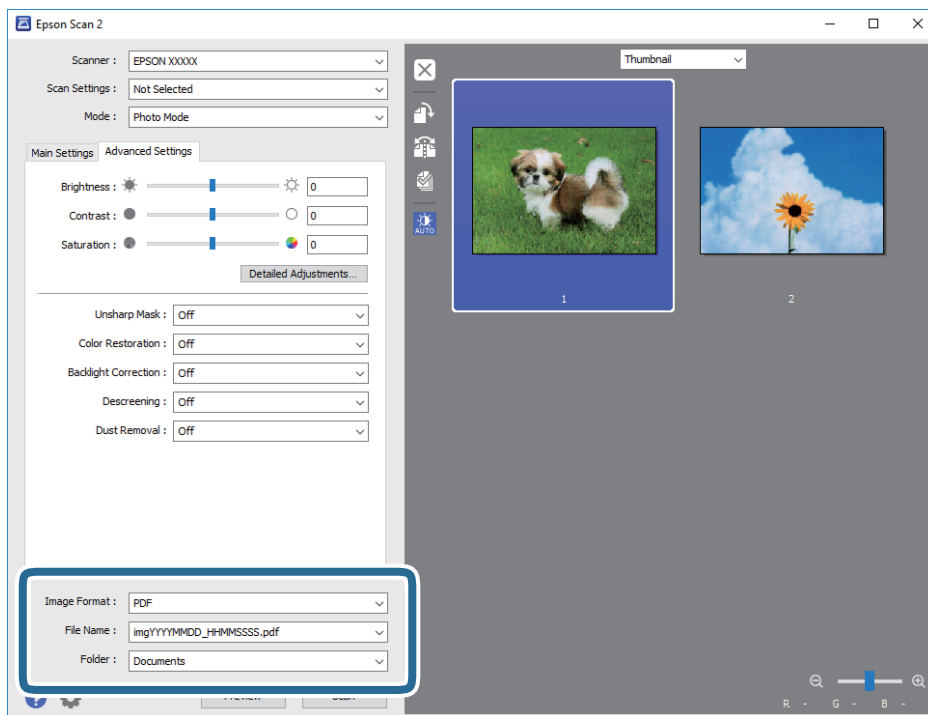 Epson Scan 2
Scanner : EPSON XXXXX
Scan Settings : Not Selected
Mode : Photo Mode
Main Settings Advanced Settings
Brightness : 0
Contrast : 0
Saturation : 0
Detailed Adjustments...
Unsharp Mask : Off
Color Restoration : Off
Backlight Correction : Off
Descreening : Off
Dust Removal : Off
Image Format : PDF
File Name : imgYYYYMMDD_HHMMSSSS.pdf
Folder : Documents
Thumbnail
AUTO
1
2
R - G - B -